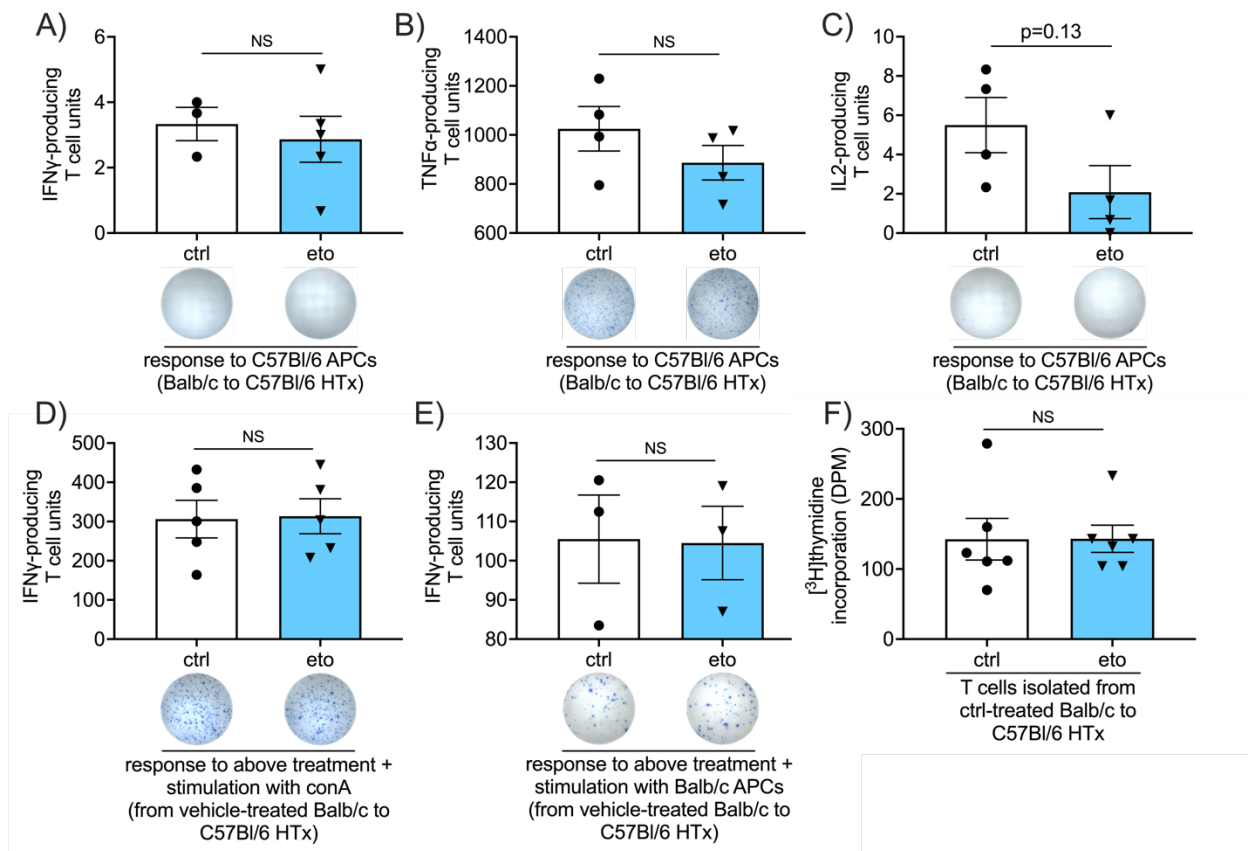 A)
IFNγ-producing
T cell units
6
4
2
0
NS
ctrl
eto
response to C57Bl/6 APCs
(Balb/c to C57Bl/6 HTx)
B)
TNFα-producing
T cell units
1400
1200
1000
800
600
NS
ctrl
eto
response to C57Bl/6 APCs
(Balb/c to C57Bl/6 HTx)
C)
IL2-producing
T cell units
10
8
6
4
2
0
p=0.13
ctrl
eto
response to C57Bl/6 APCs
(Balb/c to C57Bl/6 HTx)
D)
IFNγ-producing
T cell units
500
400
300
200
100
0
NS
ctrl
eto
response to above treatment +
stimulation with conA
(from vehicle-treated Balb/c to
C57Bl/6 HTx)
E)
IFNγ-producing
T cell units
130
120
110
100
90
80
NS
ctrl
eto
response to above treatment +
stimulation with Balb/c APCs
(from vehicle-treated Balb/c to
C57Bl/6 HTx)
F)
[³H]thymidine
incorporation (DPM)
300
200
100
0
NS
ctrl
eto
T cells isolated from
ctrl-treated Balb/c to
C57Bl/6 HTx